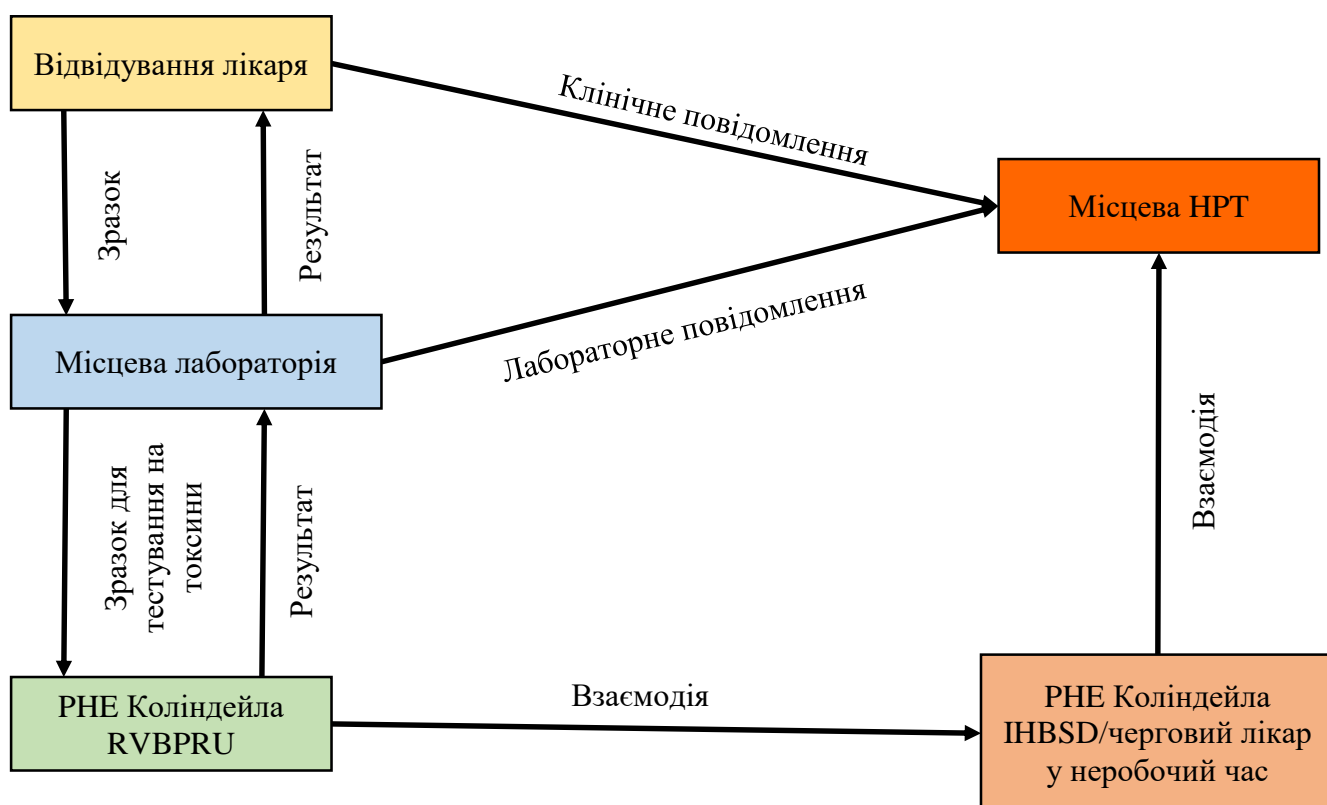 Відвідування лікаря
Клінічне повідомлення
Зразок
Результат
Місцева НРТ
Місцева лабораторія
Лабораторне повідомлення
Зразок для
тестування на
токсини
Результат
Взаємодія
PHE Коліндейла
RVBPRU
Взаємодія
PHE Коліндейла
IHBSD/черговий лікар
у неробочий час